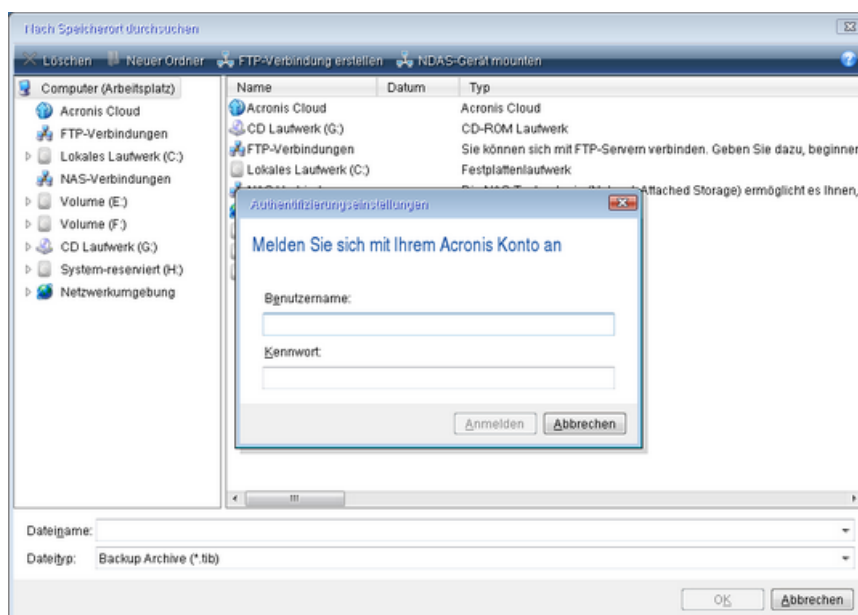 Nach Speicherort durchsuchen
Löschen Neuer Ordner FTP-Verbindung erstellen NDAS-Gerät mounten
Computer (Arbeitsplatz)
Acronis Cloud
FTP-Verbindungen
Lokales Laufwerk (C:)
NAS-Verbindungen
Volume (E:)
Volume (F:)
CD Laufwerk (G:)
System-reserviert (H:)
Netzwerkumgebung
Name Datum Typ
Acronis Cloud Acronis Cloud
CD Laufwerk (G:) CD-ROM Laufwerk
FTP-Verbindungen Sie können sich mit FTP-Servern verbinden. Geben Sie dazu, beginner
Lokales Laufwerk (C:) Festplattenlaufwerk
Attached Storage) ermöglicht es Ihnen,
Authentifizierungseinstellungen
Melden Sie sich mit Ihrem Acronis Konto an
Benutzername:
Kennwort:
Anmelden Abbrechen
Dateiname:
Dateityp: Backup Archive (*.tib)
OK Abbrechen